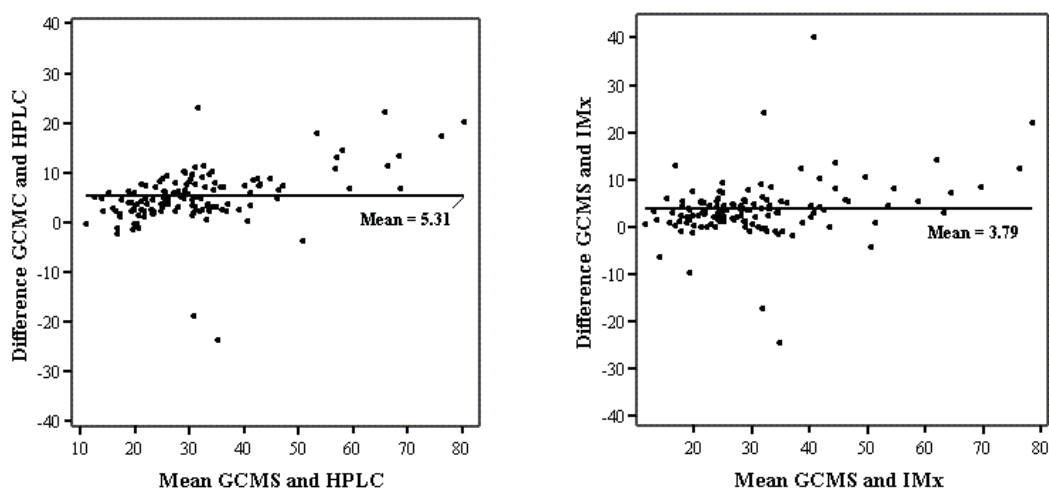 Difference GCMC and HPLC
40
30
20
10
0
-10
-20
-30
-40
Mean = 5.31
10 20 30 40 50 60 70 80
Mean GCMS and HPLC
Difference GCMS and IMx
40
30
20
10
0
-10
-20
-30
-40
Mean = 3.79
20 30 40 50 60 70 80
Mean GCMS and IMx